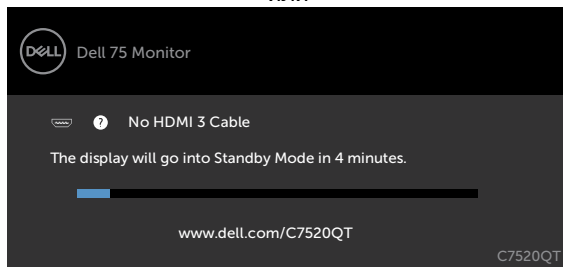 DELL
Dell 75 Monitor
? No HDMI 3 Cable
The display will go into Standby Mode in 4 minutes.
www.dell.com/C7520QT
C7520QT